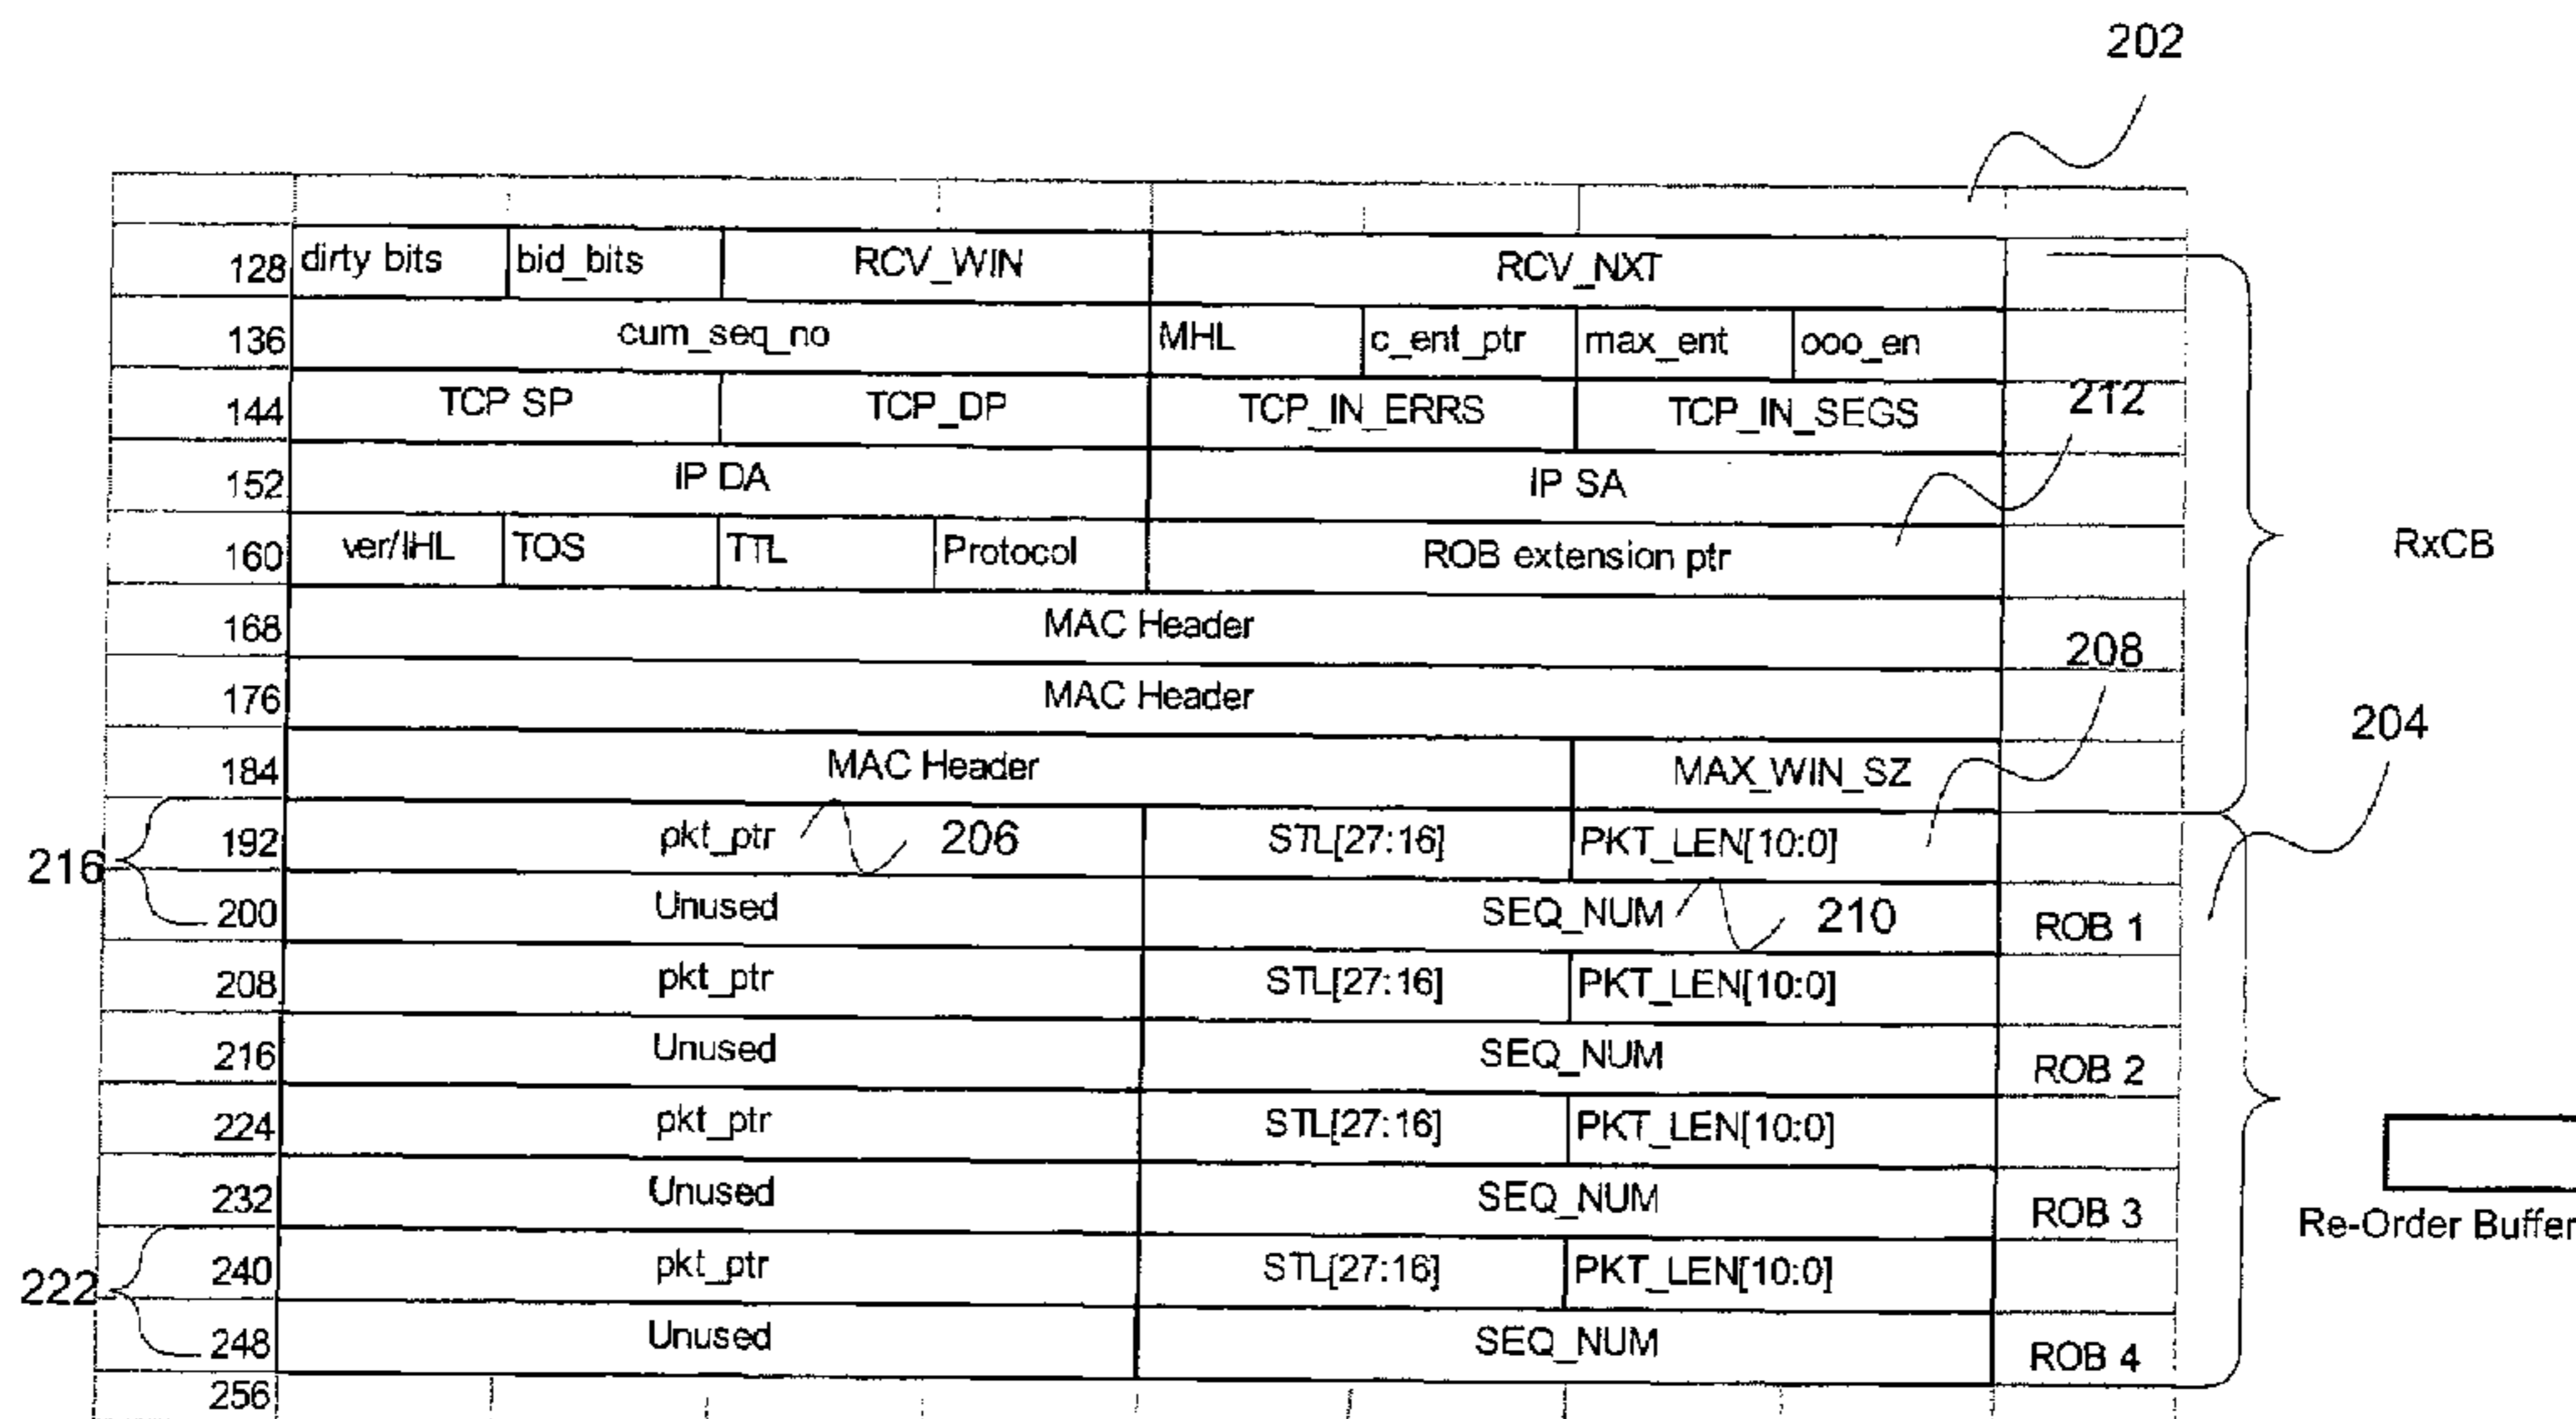 202
128 dirty bits bid_bits RCV_WIN RCV_NXT
136 cum_seq_no MHL c_ent_ptr max_ent ooo_en
144 TCP SP TCP_DP TCP_IN_ERRS TCP_IN_SEGS 212
152 IP DA IP SA
160 ver/IHL TOS TTL Protocol ROB extension ptr RxCB
168 MAC Header
176 MAC Header 208
184 MAC Header MAX_WIN_SZ 204
216 192 pkt_ptr 206 STL[27:16] PKT_LEN[10:0]
200 Unused SEQ_NUM 210 ROB 1
208 pkt_ptr STL[27:16] PKT_LEN[10:0]
216 Unused SEQ_NUM ROB 2
224 pkt_ptr STL[27:16] PKT_LEN[10:0]
232 Unused SEQ_NUM ROB 3
Re-Order Buffer
222 240 pkt_ptr STL[27:16] PKT_LEN[10:0]
248 Unused SEQ_NUM ROB 4
256